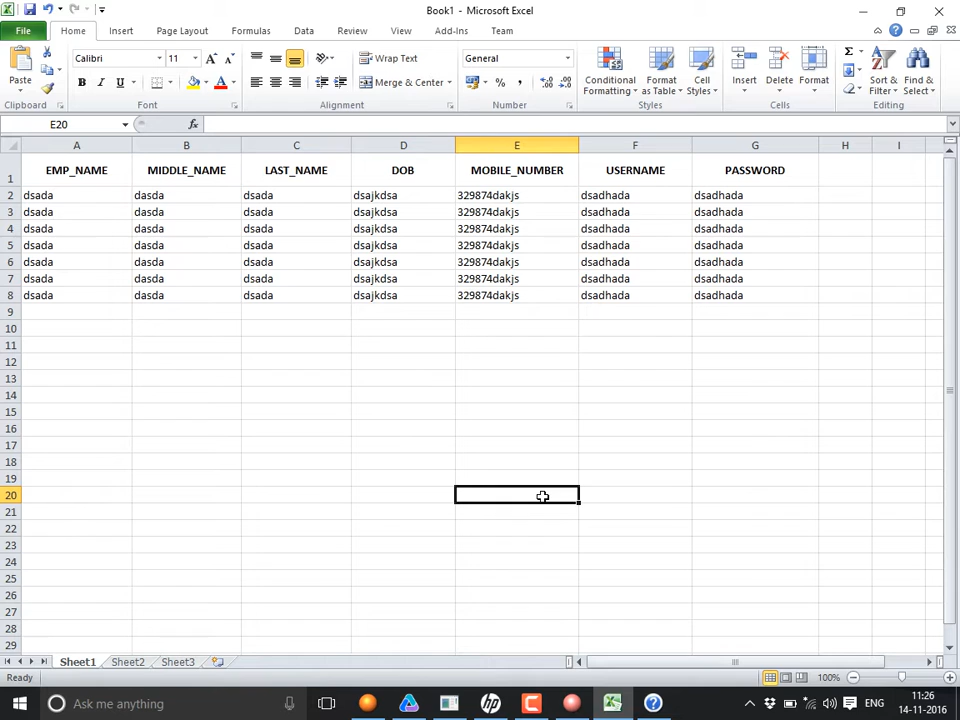 Book1 - Microsoft Excel
File Home Insert Page Layout Formulas Data Review View Add-Ins Team
Paste
Calibri 11 A A
B I U A
Wrap Text
Merge & Center
General
% , .0 .00 .00 .0
Conditional Formatting
Format as Table
Cell Styles
Insert Delete Format
Σ
Sort & Filter
Find & Select
Clipboard Font Alignment Number Styles Cells Editing
E20 fx
A B C D E F G H I
1 EMP_NAME MIDDLE_NAME LAST_NAME DOB MOBILE_NUMBER USERNAME PASSWORD
2 dsada dasda dsada dsajkdsa 329874dakjs dsadhada dsadhada
3 dsada dasda dsada dsajkdsa 329874dakjs dsadhada dsadhada
4 dsada dasda dsada dsajkdsa 329874dakjs dsadhada dsadhada
5 dsada dasda dsada dsajkdsa 329874dakjs dsadhada dsadhada
6 dsada dasda dsada dsajkdsa 329874dakjs dsadhada dsadhada
7 dsada dasda dsada dsajkdsa 329874dakjs dsadhada dsadhada
8 dsada dasda dsada dsajkdsa 329874dakjs dsadhada dsadhada
9
10
11
12
13
14
15
16
17
18
19
20
21
22
23
24
25
26
27
28
29
Sheet1 Sheet2 Sheet3
Ready 100%
Ask me anything
hp
ENG
11:26
14-11-2016